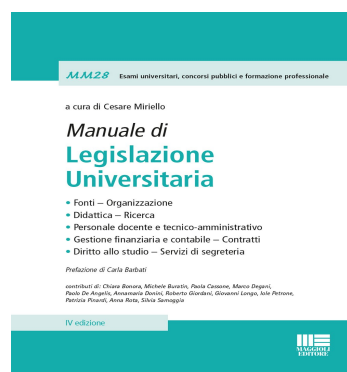 M.M28 Esami universitari, concorsi pubblici e formazione professionale
a cura di Cesare Miriello
Manuale di
Legislazione
Universitaria
• Fonti – Organizzazione
• Didattica – Ricerca
• Personale docente e tecnico-amministrativo
• Gestione finanziaria e contabile – Contratti
• Diritto allo studio – Servizi di segreteria
Prefazione di Carla Barbati
contributi di: Chiara Bonora, Michele Buratin, Paola Cassone, Marco Degani,
Paolo De Angelis, Annamaria Donini, Roberto Giordani, Giovanni Longo, Iole Petrone,
Patrizia Pinardi, Anna Rota, Silvia Samoggia
IV edizione
MAGGIOLI
EDITORE